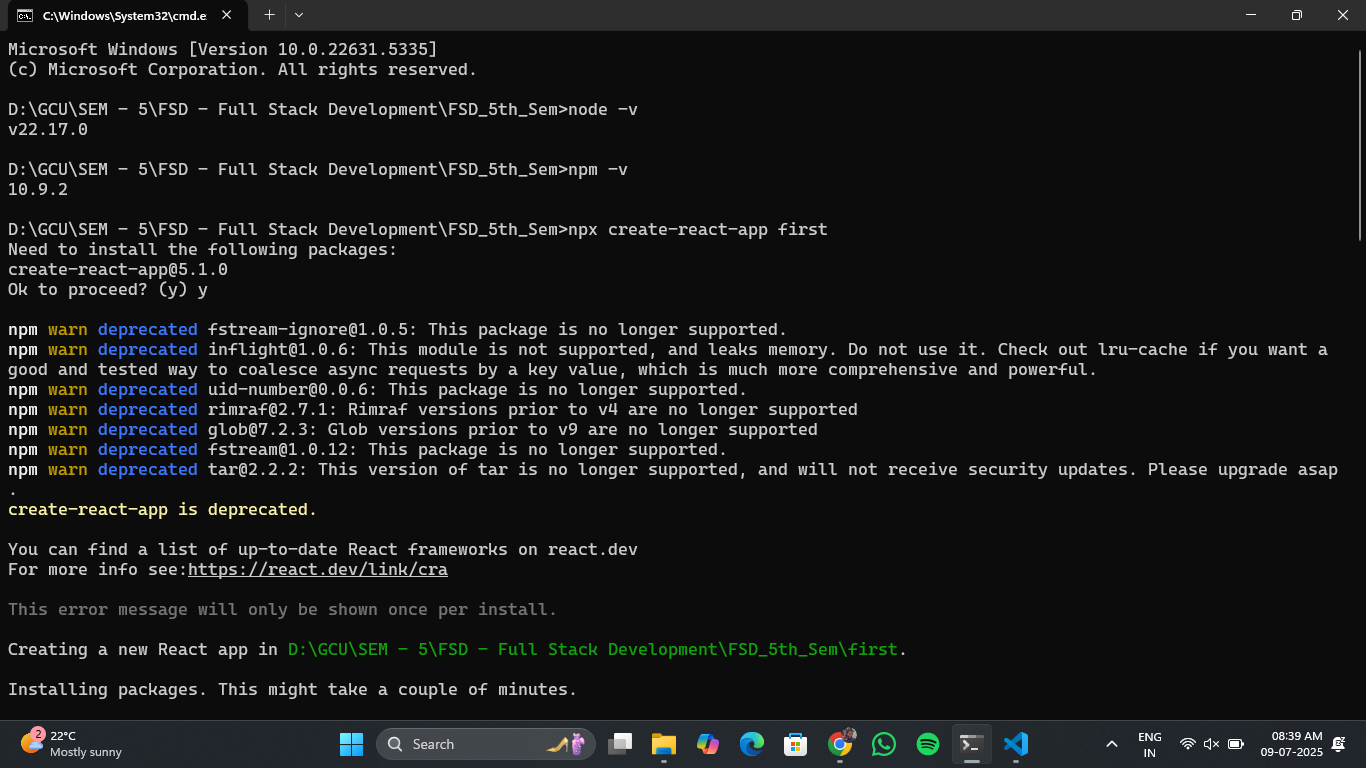 C:\Windows\System32\cmd.e
Microsoft Windows [Version 10.0.22631.5335]
(c) Microsoft Corporation. All rights reserved.
D:\GCU\SEM - 5\FSD - Full Stack Development\FSD_5th_Sem>node -v
v22.17.0
D:\GCU\SEM - 5\FSD - Full Stack Development\FSD_5th_Sem>npm -v
10.9.2
D:\GCU\SEM - 5\FSD - Full Stack Development\FSD_5th_Sem>npx create-react-app first
Need to install the following packages:
create-react-app@5.1.0
Ok to proceed? (y) y
npm warn deprecated fstream-ignore@1.0.5: This package is no longer supported.
npm warn deprecated inflight@1.0.6: This module is not supported, and leaks memory. Do not use it. Check out lru-cache if you want a
good and tested way to coalesce async requests by a key value, which is much more comprehensive and powerful.
npm warn deprecated uid-number@0.0.6: This package is no longer supported.
npm warn deprecated rimraf@2.7.1: Rimraf versions prior to v4 are no longer supported
npm warn deprecated glob@7.2.3: Glob versions prior to v9 are no longer supported
npm warn deprecated fstream@1.0.12: This package is no longer supported.
npm warn deprecated tar@2.2.2: This version of tar is no longer supported, and will not receive security updates. Please upgrade asap
.
create-react-app is deprecated.
You can find a list of up-to-date React frameworks on react.dev
For more info see:https://react.dev/link/cra
This error message will only be shown once per install.
Creating a new React app in D:\GCU\SEM - 5\FSD - Full Stack Development\FSD_5th_Sem\first.
Installing packages. This might take a couple of minutes.
2
22°C
Mostly sunny
Search
ENG
IN
08:39 AM
09-07-2025